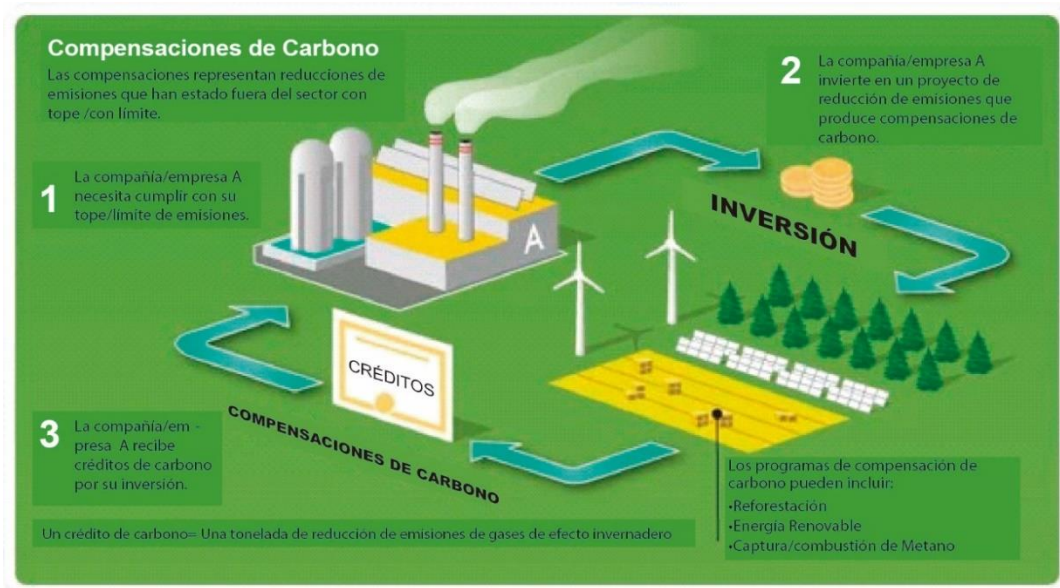 Compensaciones de Carbono
Las compensaciones representan reducciones de
emisiones que han estado fuera del sector con
tope /con límite.
1
La compañía/empresa A
necesita cumplir con su
tope/límite de emisiones.
A
2
La compañía/empresa A
invierte en un proyecto de
reducción de emisiones que
produce compensaciones de
carbono.
INVERSIÓN
CRÉDITOS
COMPENSACIONES DE CARBONO
3
La compañía/em -
presa A recibe
créditos de carbono
por su inversión.
Los programas de compensación de
carbono pueden incluir:
•Reforestación
•Energía Renovable
•Captura/combustión de Metano
Un crédito de carbono= Una tonelada de reducción de emisiones de gases de efecto invernadero